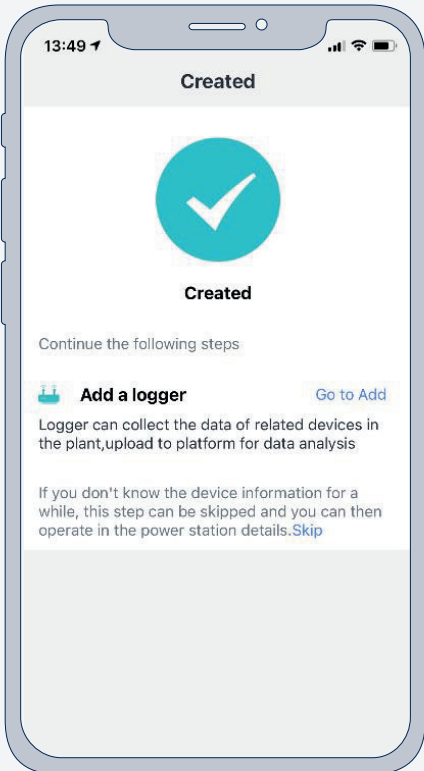 13:49
Created
Created
Continue the following steps
Add a logger Go to Add
Logger can collect the data of related devices in
the plant,upload to platform for data analysis
If you don't know the device information for a
while, this step can be skipped and you can then
operate in the power station details.Skip